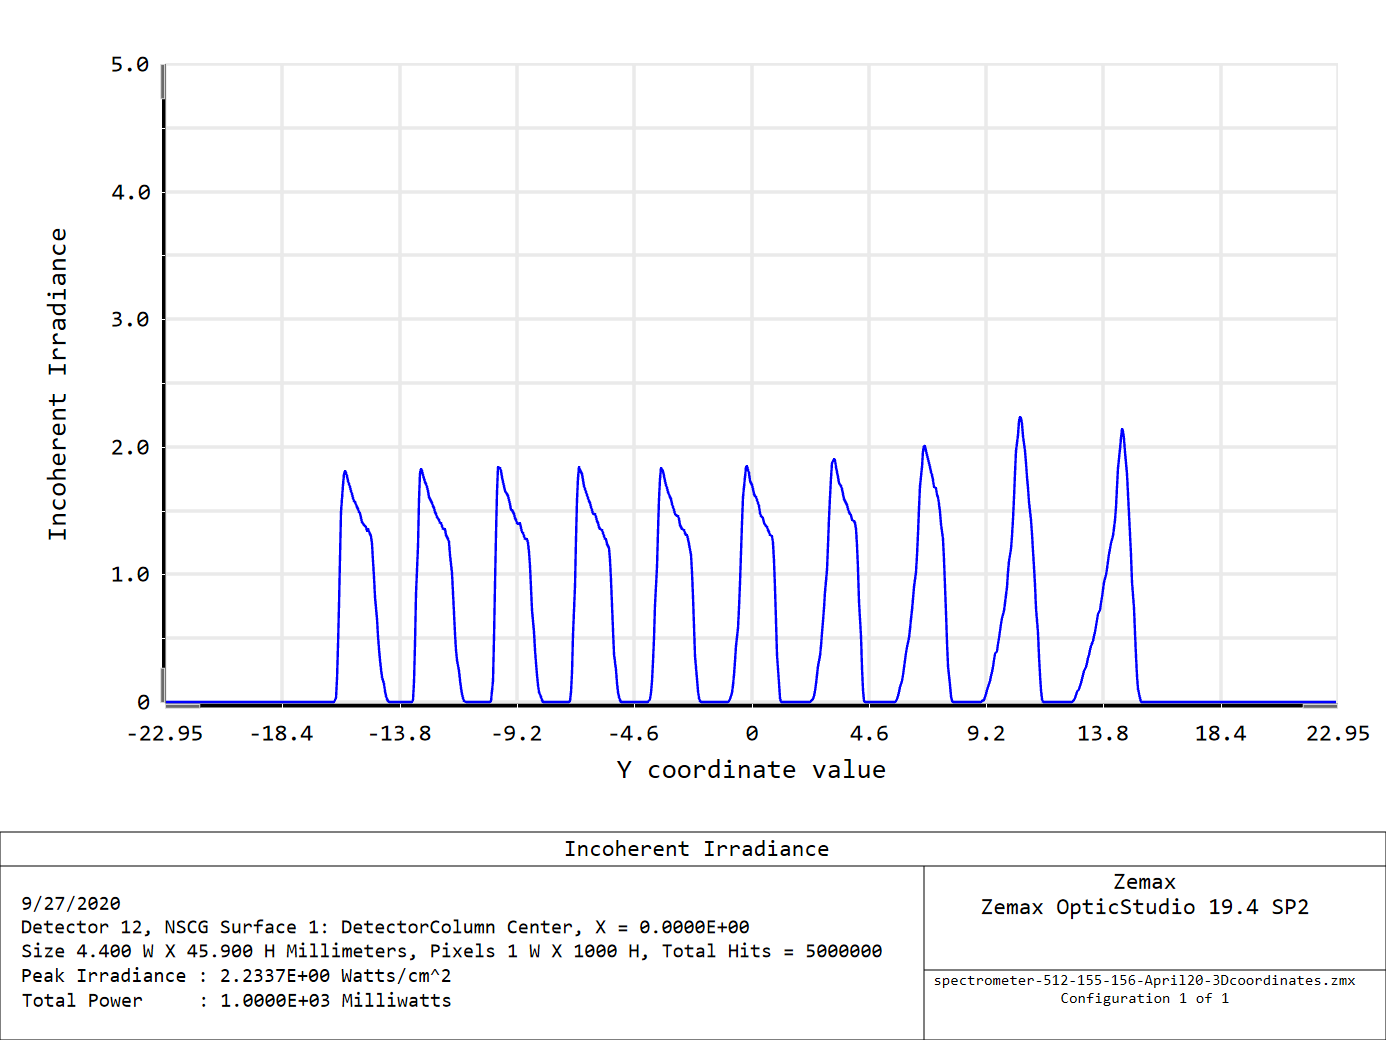 5.0
4.0
3.0
2.0
1.0
0
Incoherent Irradiance
-22.95 -18.4 -13.8 -9.2 -4.6 0 4.6 9.2 13.8 18.4 22.95
Y coordinate value
Incoherent Irradiance
9/27/2020
Detector 12, NSCG Surface 1: DetectorColumn Center, X = 0.0000E+00
Size 4.400 W X 45.900 H Millimeters, Pixels 1 W X 1000 H, Total Hits = 5000000
Peak Irradiance : 2.2337E+00 Watts/cm^2
Total Power     : 1.0000E+03 Milliwatts
Zemax
Zemax OpticStudio 19.4 SP2
spectrometer-512-155-156-April20-3Dcoordinates.zmx
Configuration 1 of 1